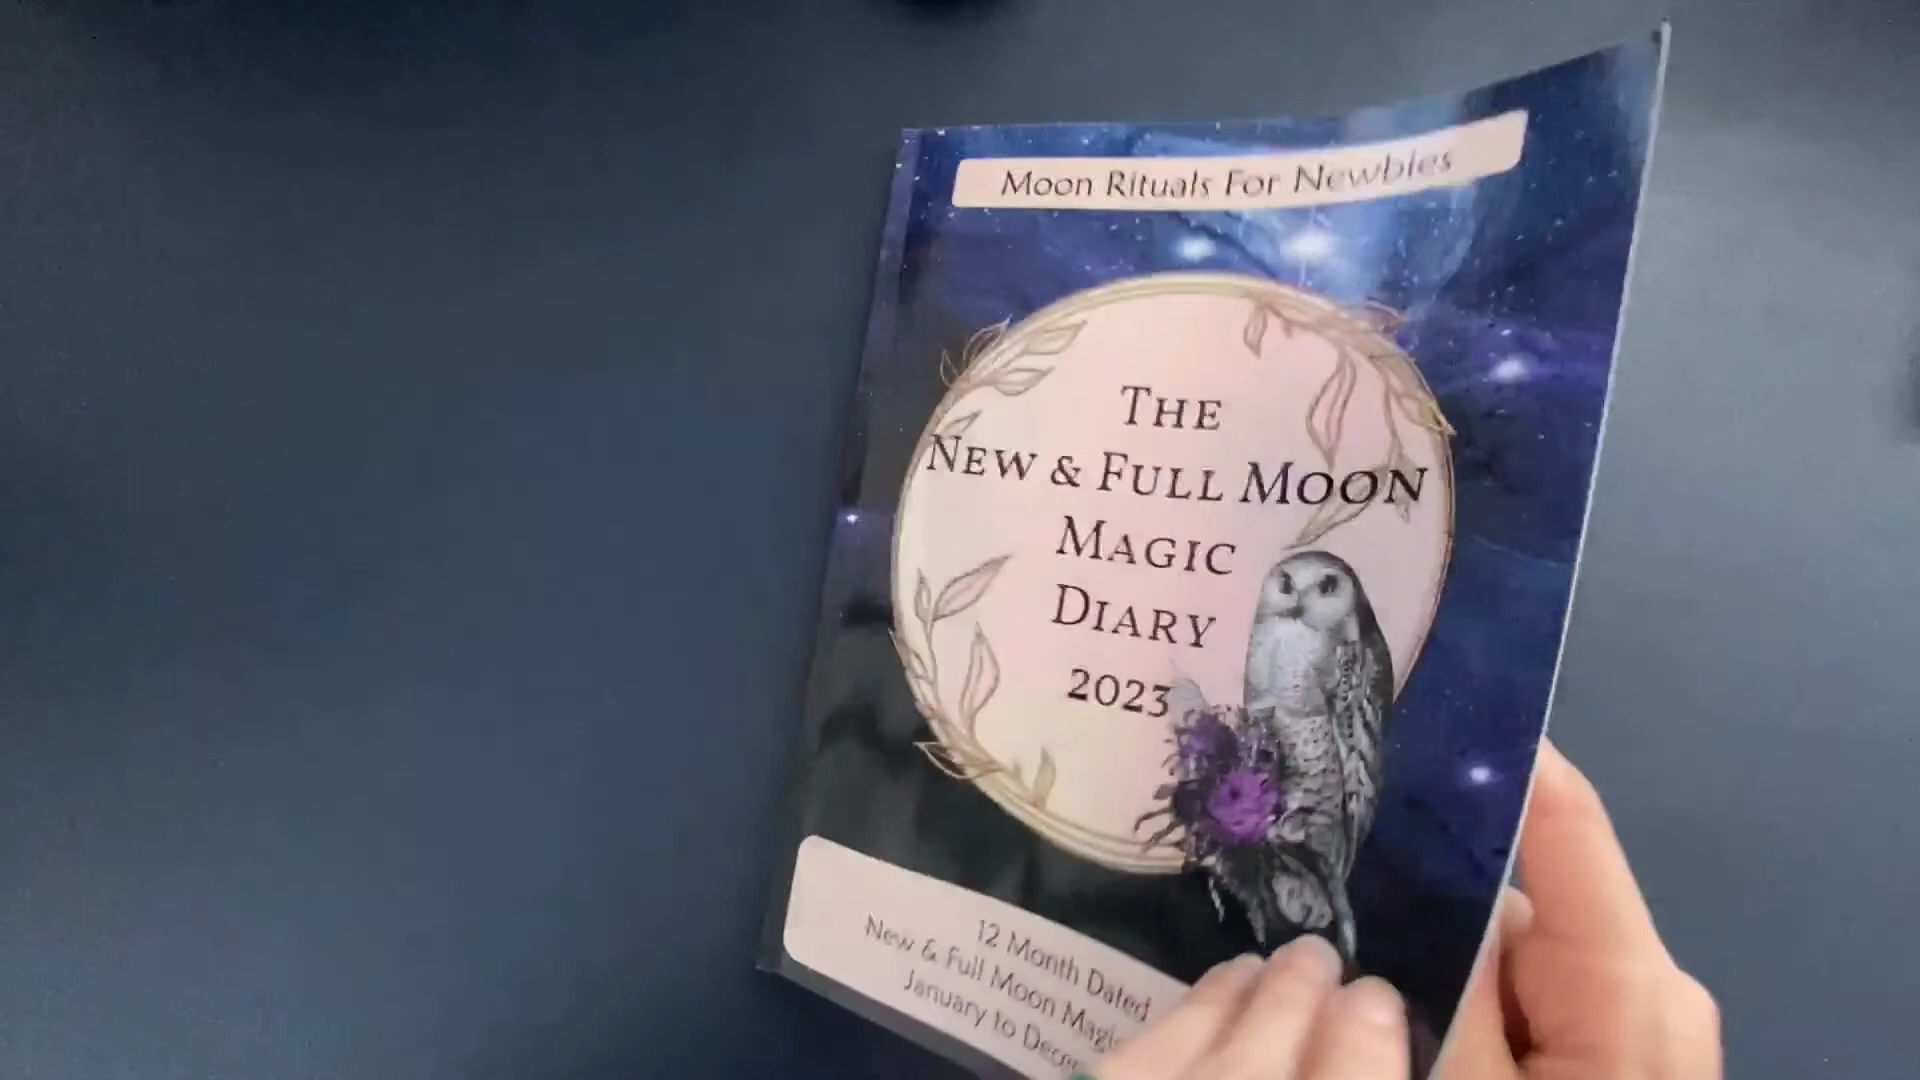 Moon Rituals For Newbies
THE
NEW & FULL MOON
MAGIC
DIARY
2023
12 Month Dated
New & Full Moon
January to